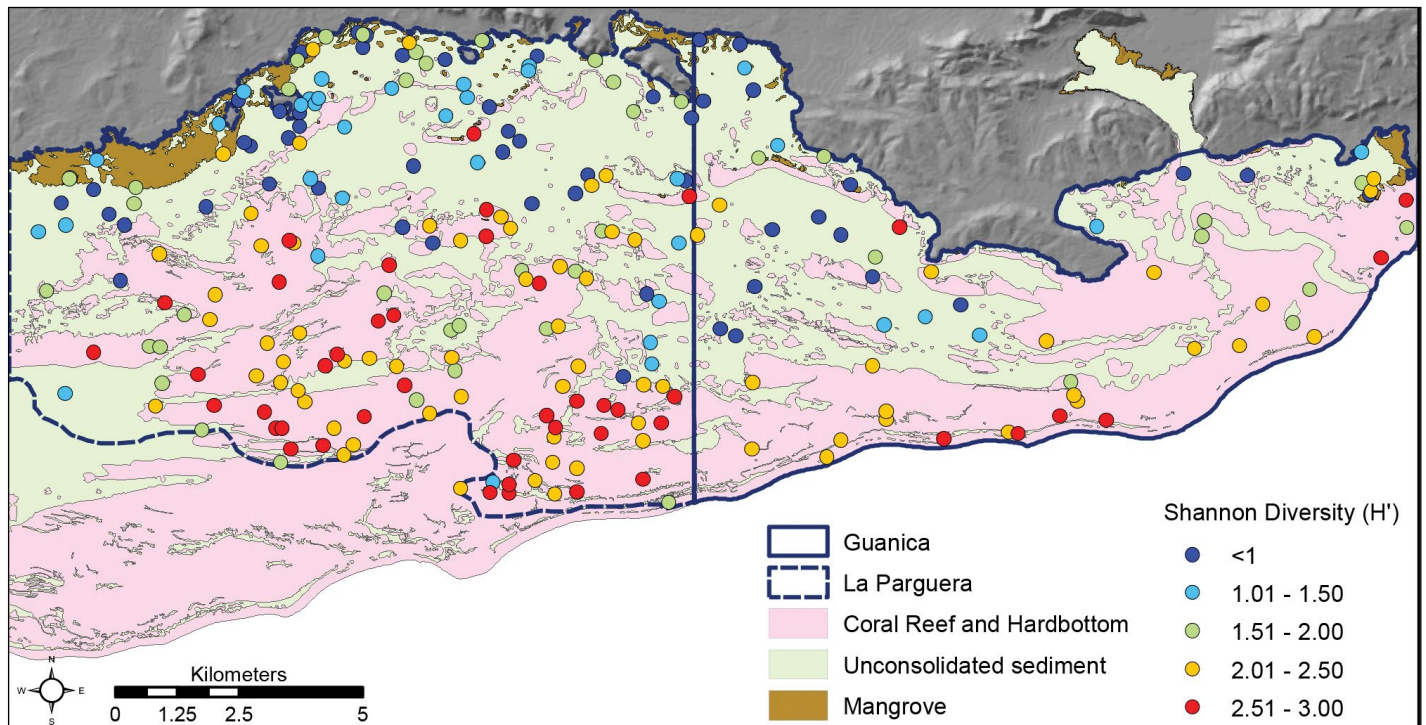 Guanica
La Parguera
Coral Reef and Hardbottom
Unconsolidated sediment
Mangrove
Shannon Diversity (H')
<1
1.01 - 1.50
1.51 - 2.00
2.01 - 2.50
2.51 - 3.00
N
W E
S
Kilometers
0 1.25 2.5 5